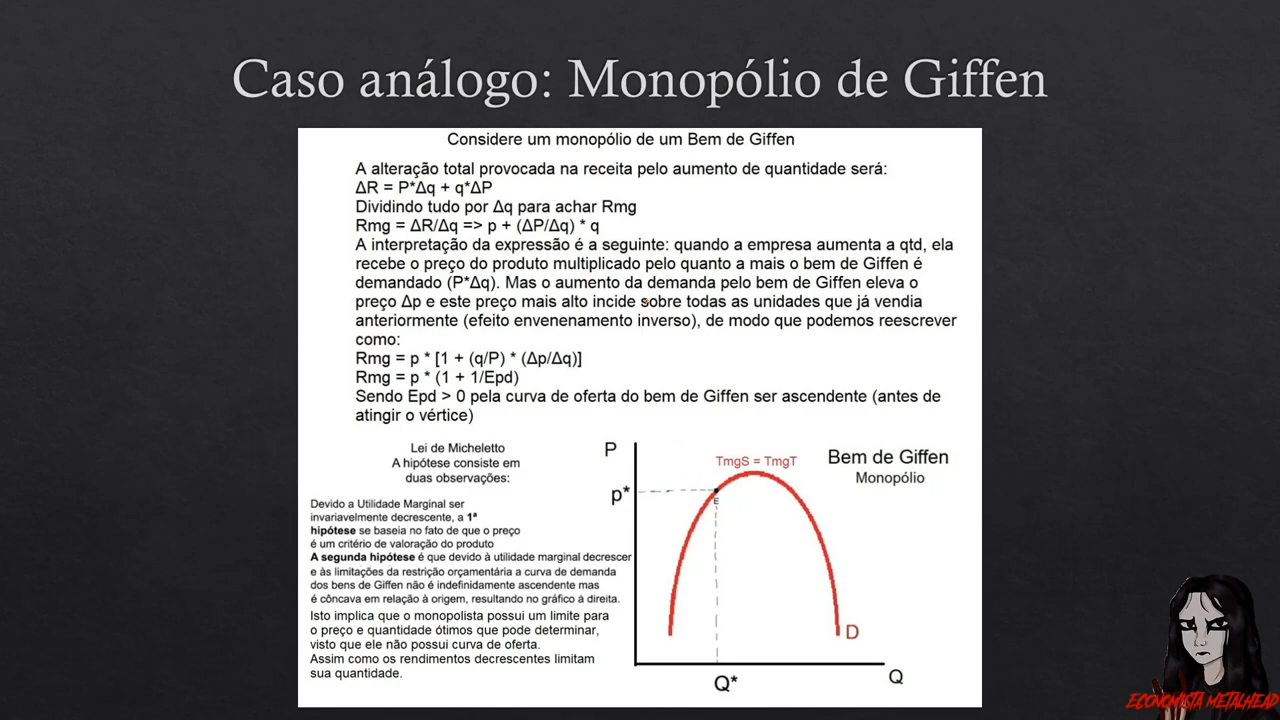 Caso análogo: Monopólio de Giffen
Considere um monopólio de um Bem de Giffen
A alteração total provocada na receita pelo aumento de quantidade será:
ΔR = P*Δq + q*ΔP
Dividindo tudo por Δq para achar Rmg
Rmg = ΔR/Δq => p + (ΔP/Δq) * q
A interpretação da expressão é a seguinte: quando a empresa aumenta a qtd, ela
recebe o preço do produto multiplicado pelo quanto a mais o bem de Giffen é
demandado (P*Δq). Mas o aumento da demanda pelo bem de Giffen eleva o
preço Δp e este preço mais alto incide sobre todas as unidades que já vendia
anteriormente (efeito envenenamento inverso), de modo que podemos reescrever
como:
Rmg = p * [1 + (q/P) * (Δp/Δq)]
Rmg = p * (1 + 1/Epd)
Sendo Epd > 0 pela curva de oferta do bem de Giffen ser ascendente (antes de
atingir o vértice)
Lei de Micheletto
A hipótese consiste em
duas observações:
Devido a Utilidade Marginal ser
invariavelmente decrescente, a 1ª
hipótese se baseia no fato de que o preço
é um critério de valoração do produto
A segunda hipótese é que devido à utilidade marginal decrescer
e às limitações da restrição orçamentária a curva de demanda
dos bens de Giffen não é indefinidamente ascendente mas
é côncava em relação à origem, resultando no gráfico à direita.
Isto implica que o monopolista possui um limite para
o preço e quantidade ótimos que pode determinar,
visto que ele não possui curva de oferta.
Assim como os rendimentos decrescentes limitam
sua quantidade.
P
TmgS = TmgT
Bem de Giffen
Monopólio
p*
E
D
Q*
Q
ECONOMISTA METALHEAD